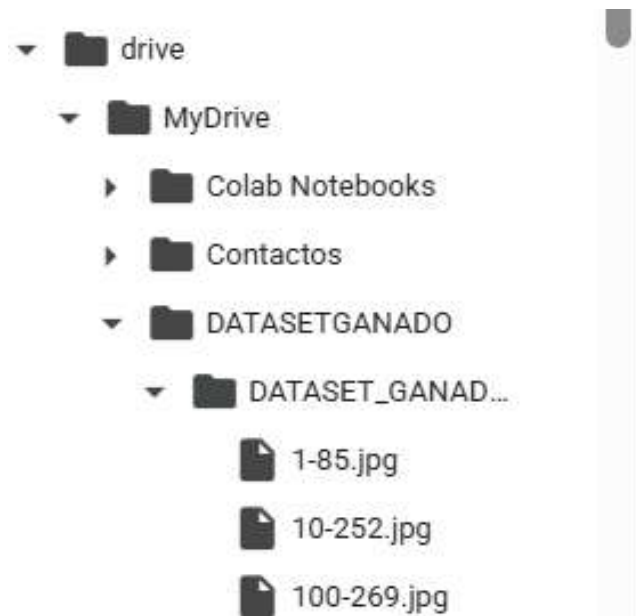 drive
MyDrive
Colab Notebooks
Contactos
DATASETGANADO
DATASET_GANAD...
1-85.jpg
10-252.jpg
100-269.jpg